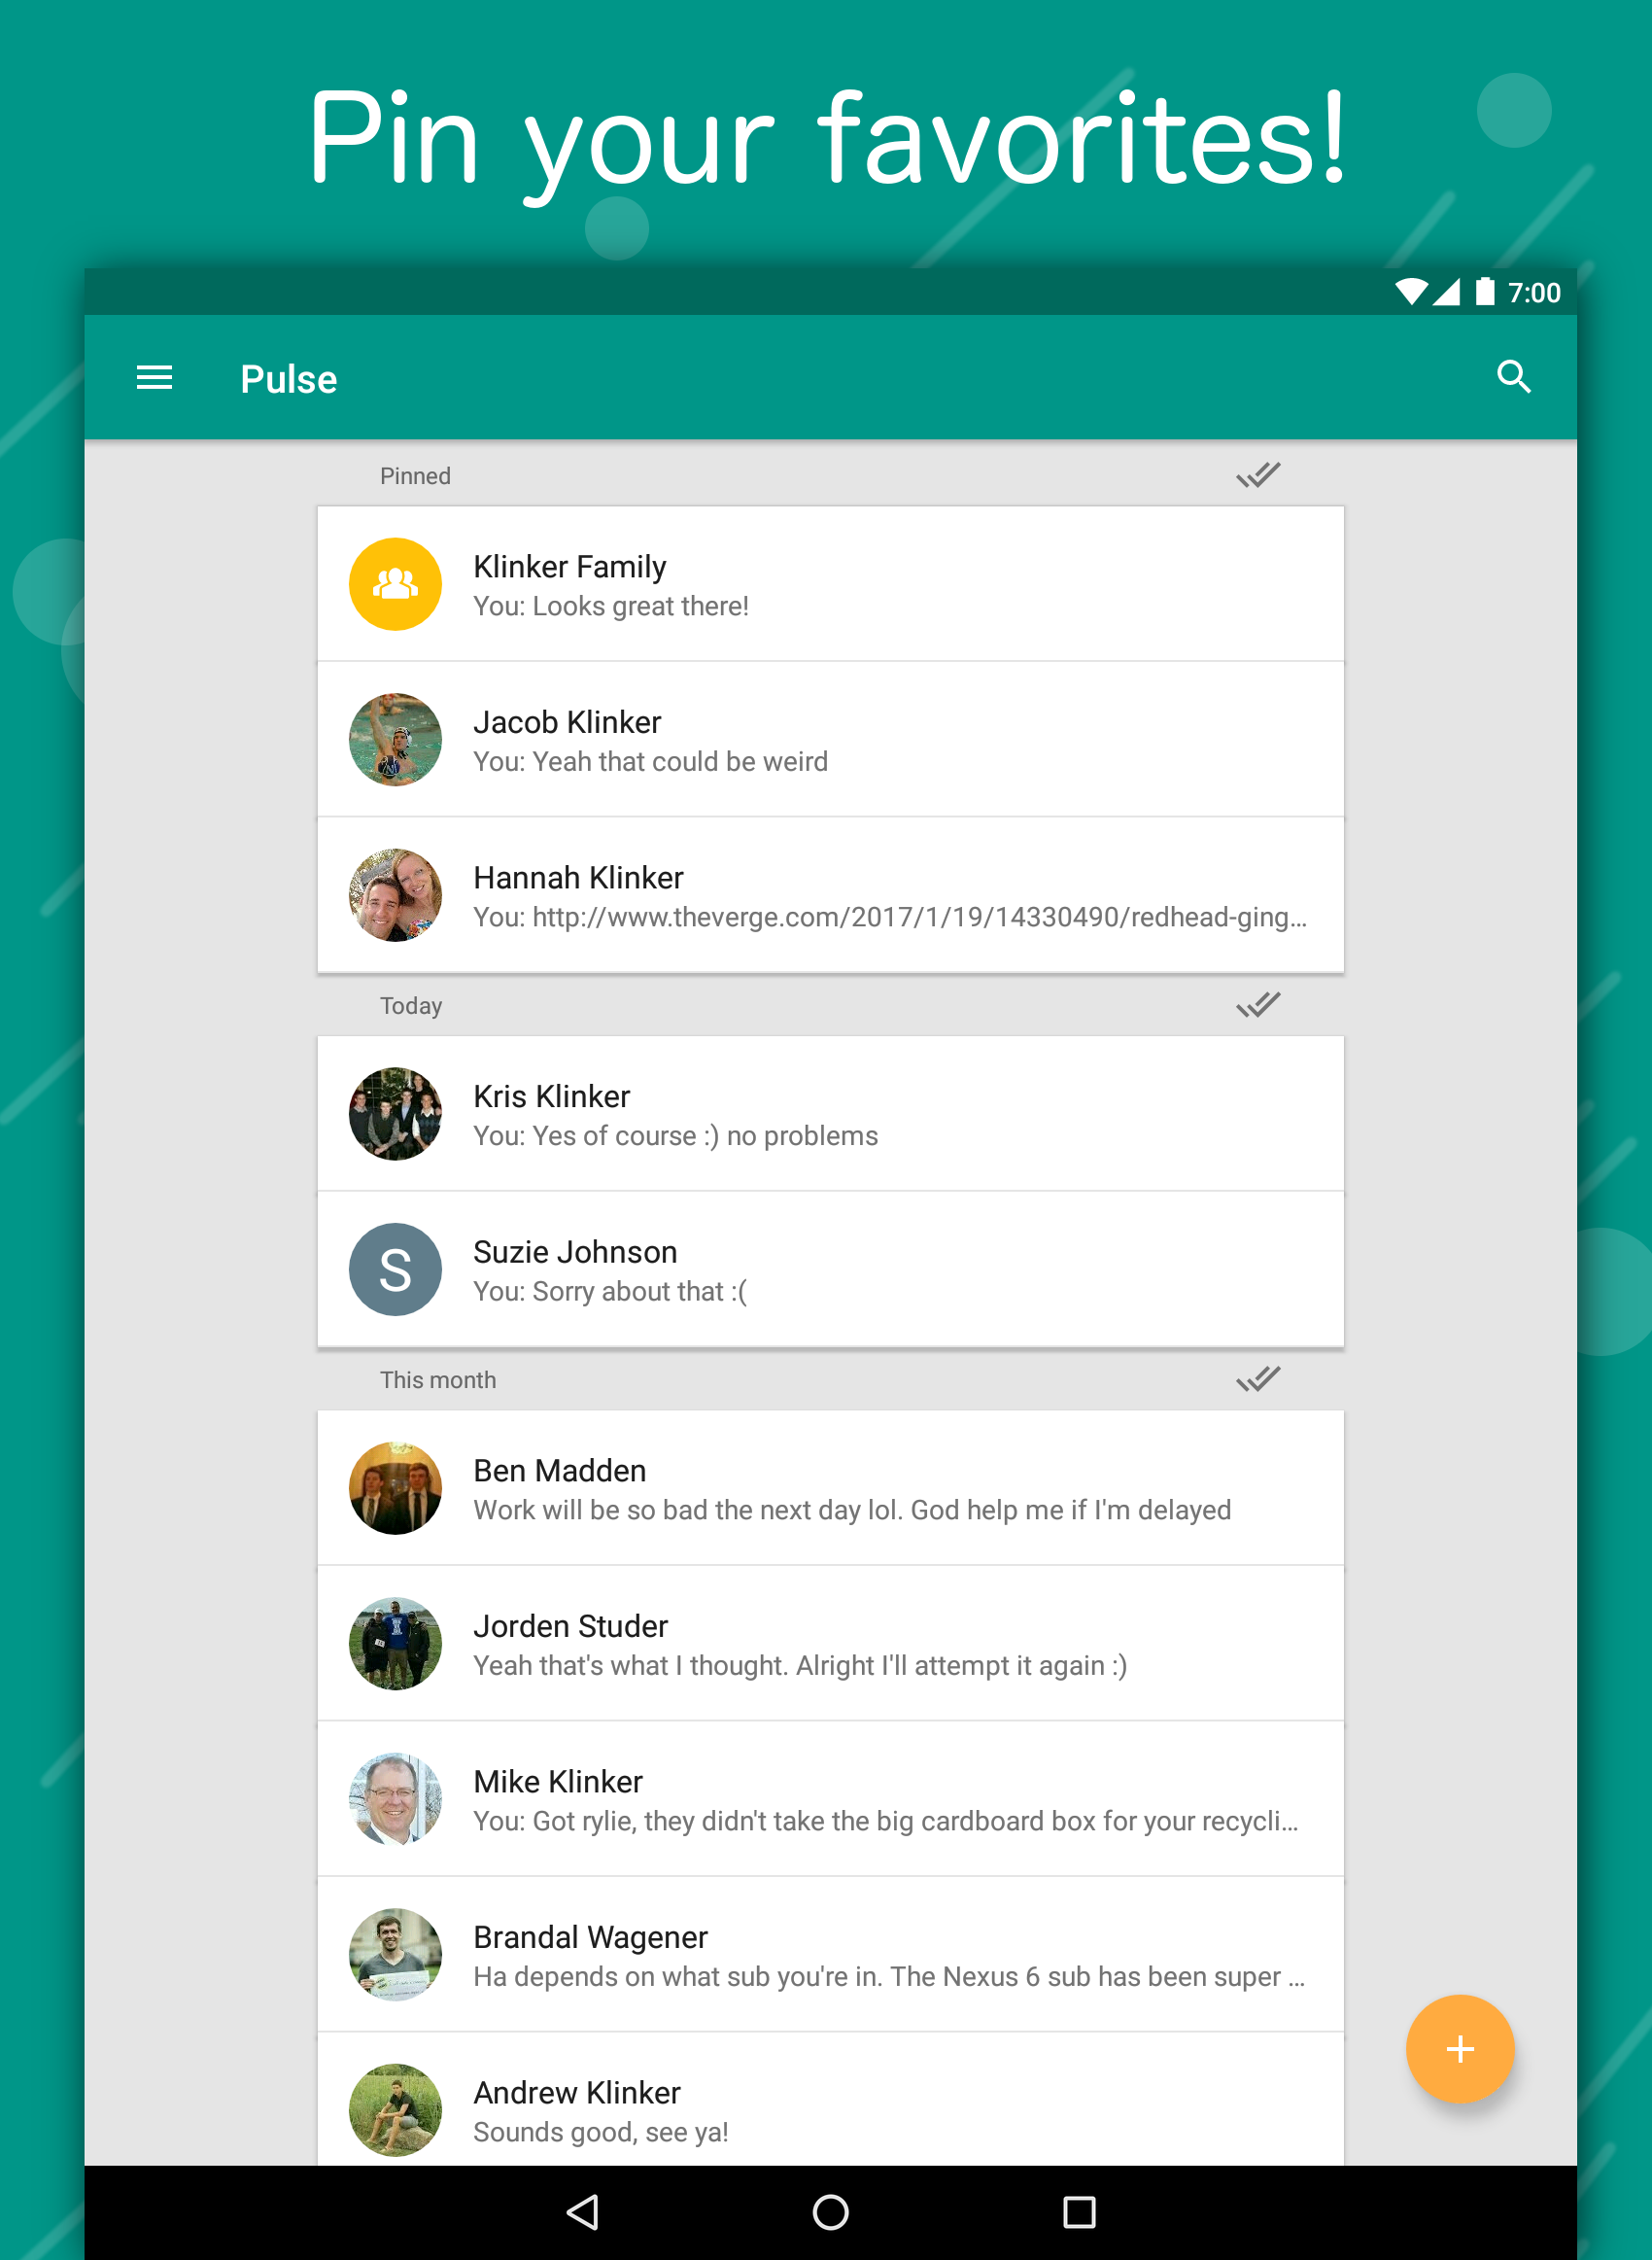 Pin your favorites!
7:00
Pulse
Pinned
Klinker Family
You: Looks great there!
Jacob Klinker
You: Yeah that could be weird
Hannah Klinker
You: http://www.theverge.com/2017/1/19/14330490/redhead-ging...
Today
Kris Klinker
You: Yes of course :) no problems
S
Suzie Johnson
You: Sorry about that :(
This month
Ben Madden
Work will be so bad the next day lol. God help me if I'm delayed
Jorden Studer
Yeah that's what I thought. Alright I'll attempt it again :)
Mike Klinker
You: Got rylie, they didn't take the big cardboard box for your recycli...
Brandal Wagener
Ha depends on what sub you're in. The Nexus 6 sub has been super ...
Andrew Klinker
Sounds good, see ya!